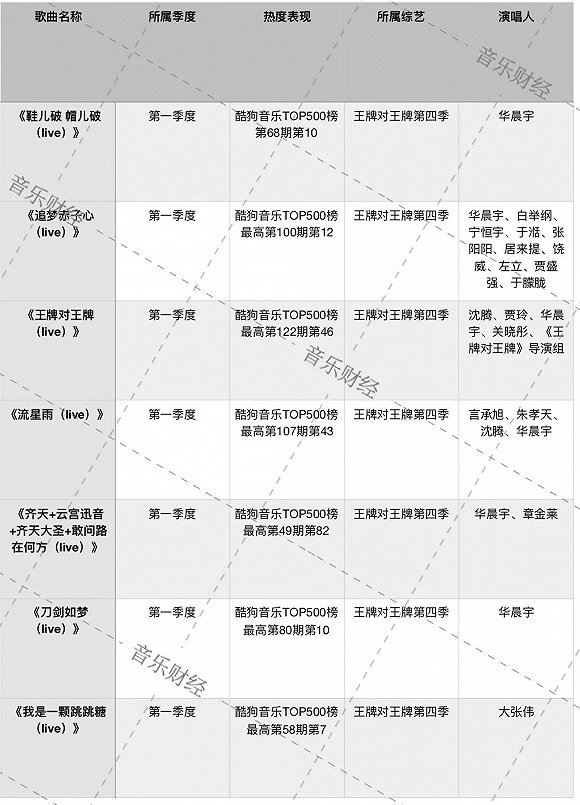 歌曲名称 所属季度 热度表现 所属综艺 演唱人
音乐财经
《鞋儿破 帽儿破 第一季度 酷狗音乐TOP500榜 王牌对王牌第四季 华晨宇
（live）》 第68期第10
音乐财经
《追梦赤子心 第一季度 酷狗音乐TOP500榜 王牌对王牌第四季 华晨宇、白举纲、
（live）》 最高第100期第12 宁恒宇、于湉、张
阳阳、居来提、饶
威、左立、贾盛
强、于朦胧
《王牌对王牌 第一季度 酷狗音乐TOP500榜 王牌对王牌第四季 沈腾、贾玲、华晨
（live）》 最高第122期第46 宇、关晓彤、《王
牌对王牌》导演组
音乐财经
《流星雨（live）》 第一季度 酷狗音乐TOP500榜 王牌对王牌第四季 言承旭、朱孝天、
最高第107期第43 沈腾、华晨宇
《齐天+云宫迅音 第一季度 酷狗音乐TOP500榜 王牌对王牌第四季 华晨宇、章金莱
+齐天大圣+敢问路 最高第49期第82
在何方（live）》
《刀剑如梦 第一季度 酷狗音乐TOP500榜 王牌对王牌第四季 华晨宇
（live）》 最高第80期第10
音乐财经
《我是一颗跳跳糖 第一季度 酷狗音乐TOP500榜 王牌对王牌第四季 大张伟
（live）》 最高第58期第7